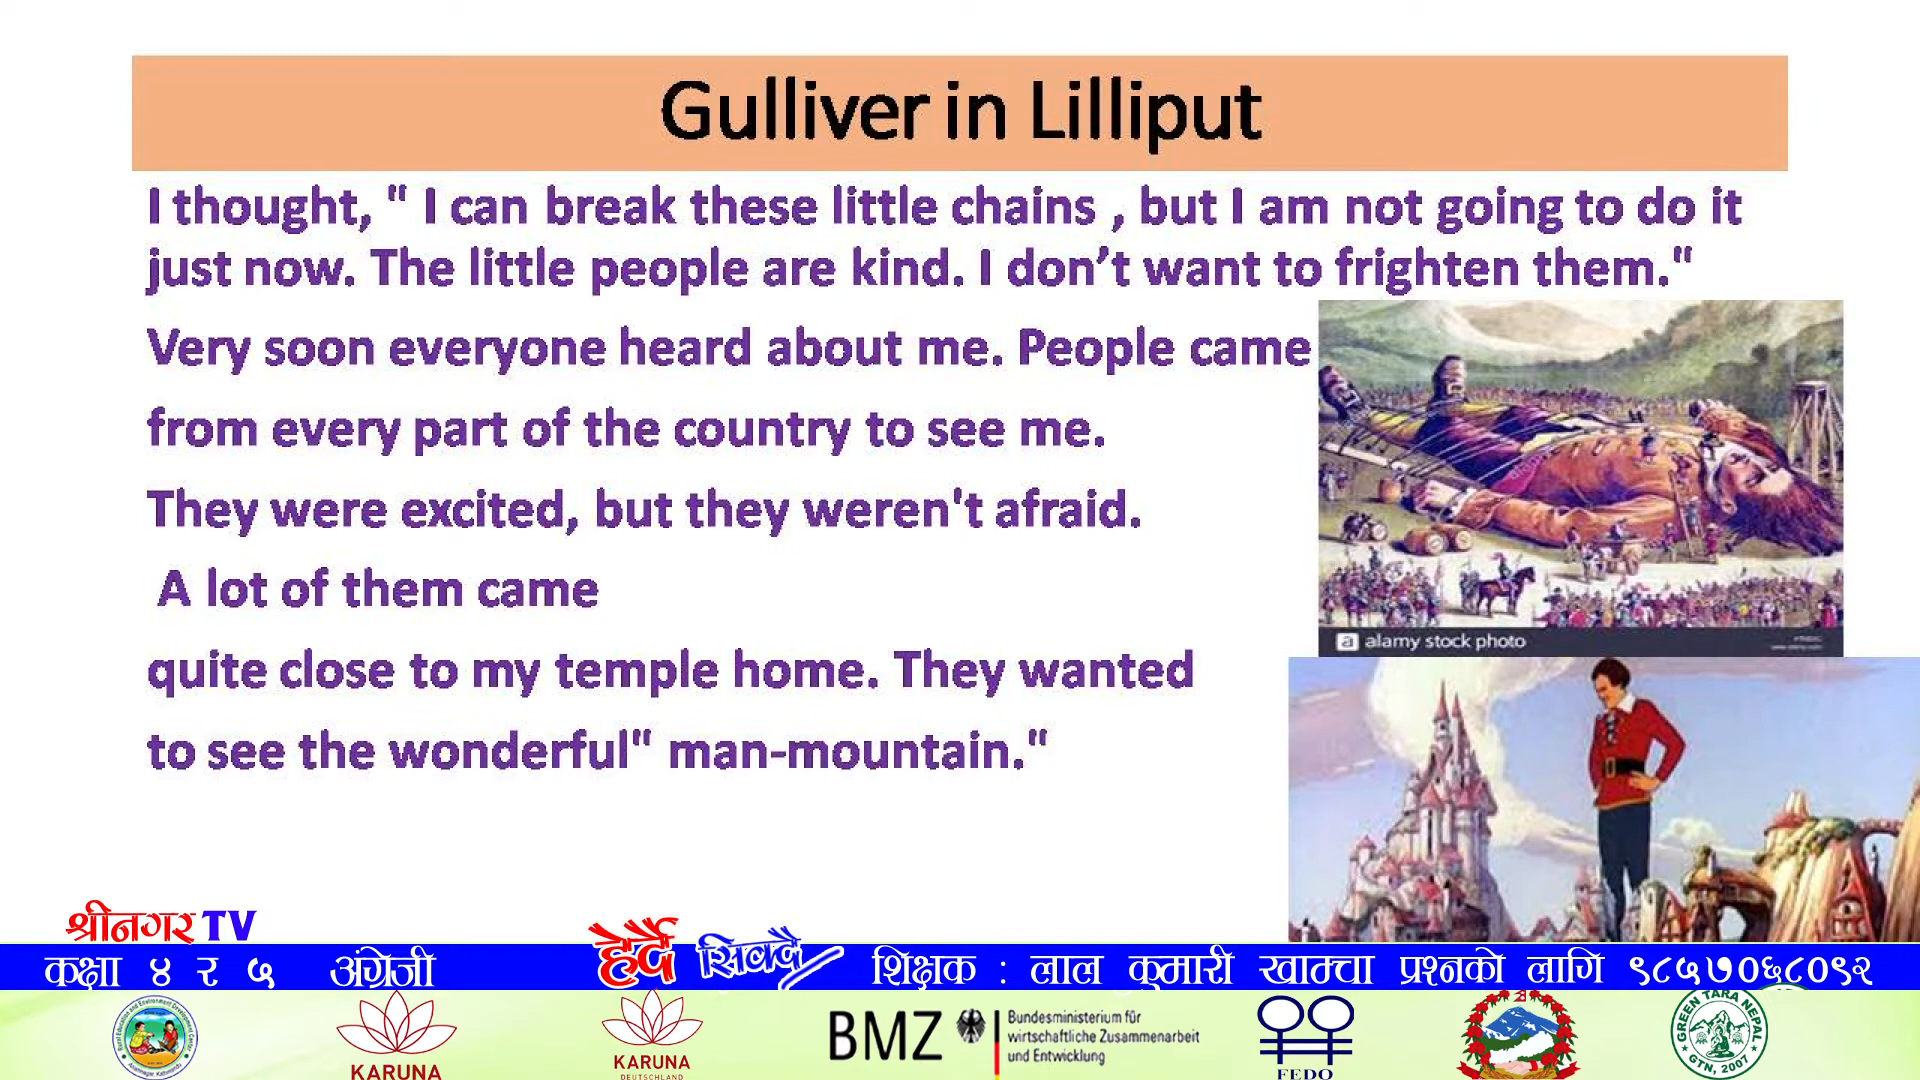 Gulliver in Lilliput
I thought, " I can break these little chains , but I am not going to do it
just now. The little people are kind. I don’t want to frighten them."
Very soon everyone heard about me. People came
from every part of the country to see me.
They were excited, but they weren't afraid.
A lot of them came
quite close to my temple home. They wanted
to see the wonderful" man-mountain."
a alamy stock photo
श्रीनगर TV
कक्षा ४ र ५ अंग्रेजी
हेर्दै सिक्दै
शिक्षक : लाल कुमारी खाम्चा प्रश्नको लागि ९८५७०६८०९२
KARUNA
KARUNA
DEUTSCHLAND
BMZ
Bundesministerium für
wirtschaftliche Zusammenarbeit
und Entwicklung
FEDO
GREEN TARA NEPAL
GTN, 2007